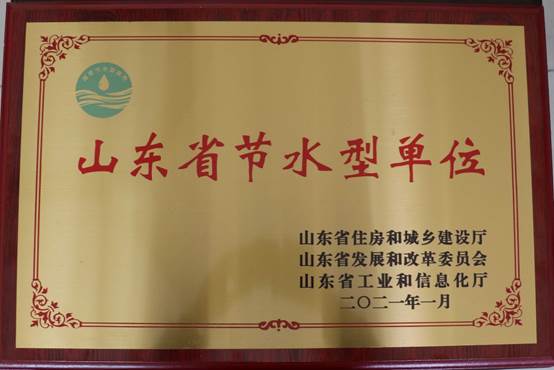 山东省节水型单位
山东省住房和城乡建设厅
山东省发展和改革委员会
山东省工业和信息化厅
二〇二一年一月